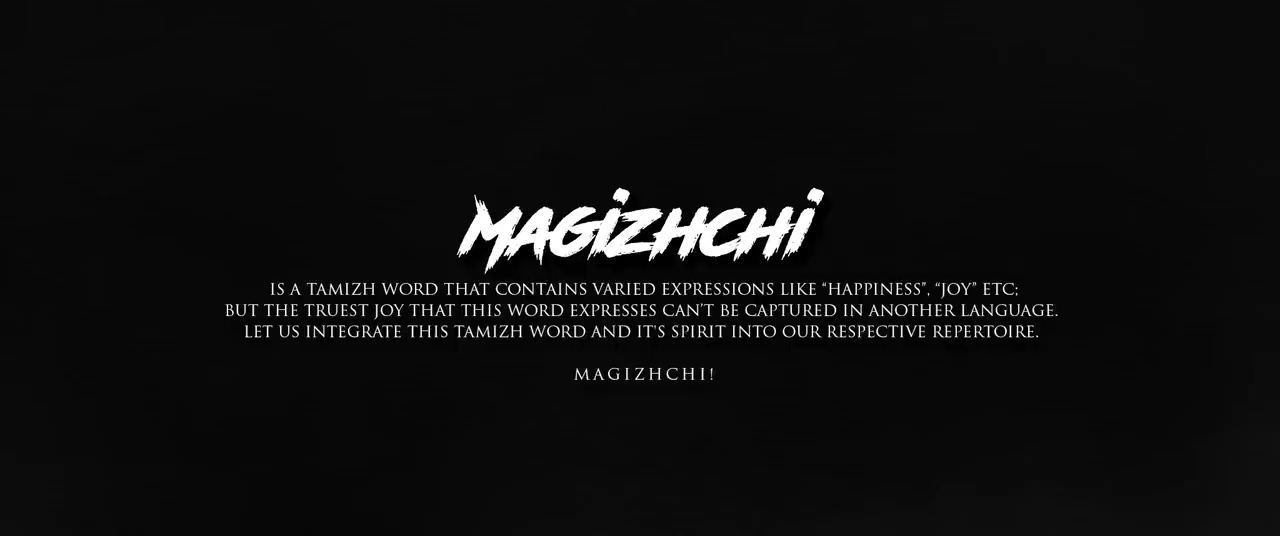 MAGIZHCHI
IS A TAMIZH WORD THAT CONTAINS VARIED EXPRESSIONS LIKE “HAPPINESS”, “JOY” ETC;
BUT THE TRUEST JOY THAT THIS WORD EXPRESSES CAN’T BE CAPTURED IN ANOTHER LANGUAGE.
LET US INTEGRATE THIS TAMIZH WORD AND IT'S SPIRIT INTO OUR RESPECTIVE REPERTOIRE.
MAGIZHCHI!